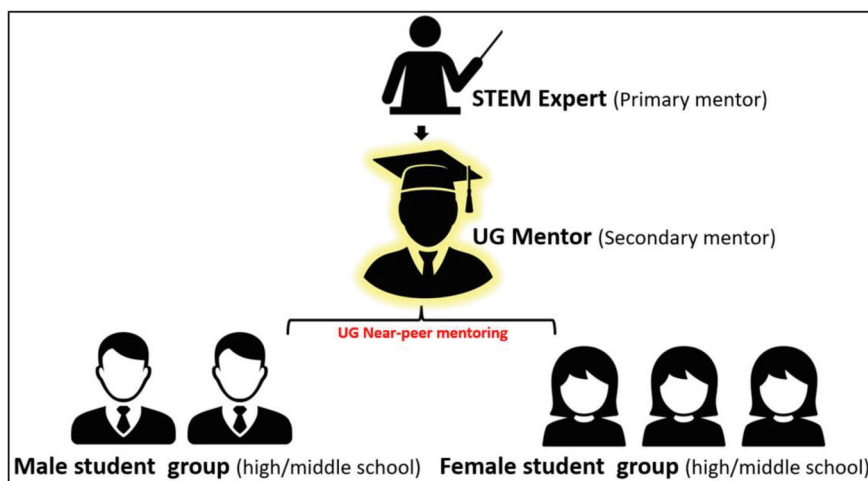 STEM Expert (Primary mentor)
UG Mentor (Secondary mentor)
UG Near-peer mentoring
Male student group (high/middle school)
Female student group (high/middle school)